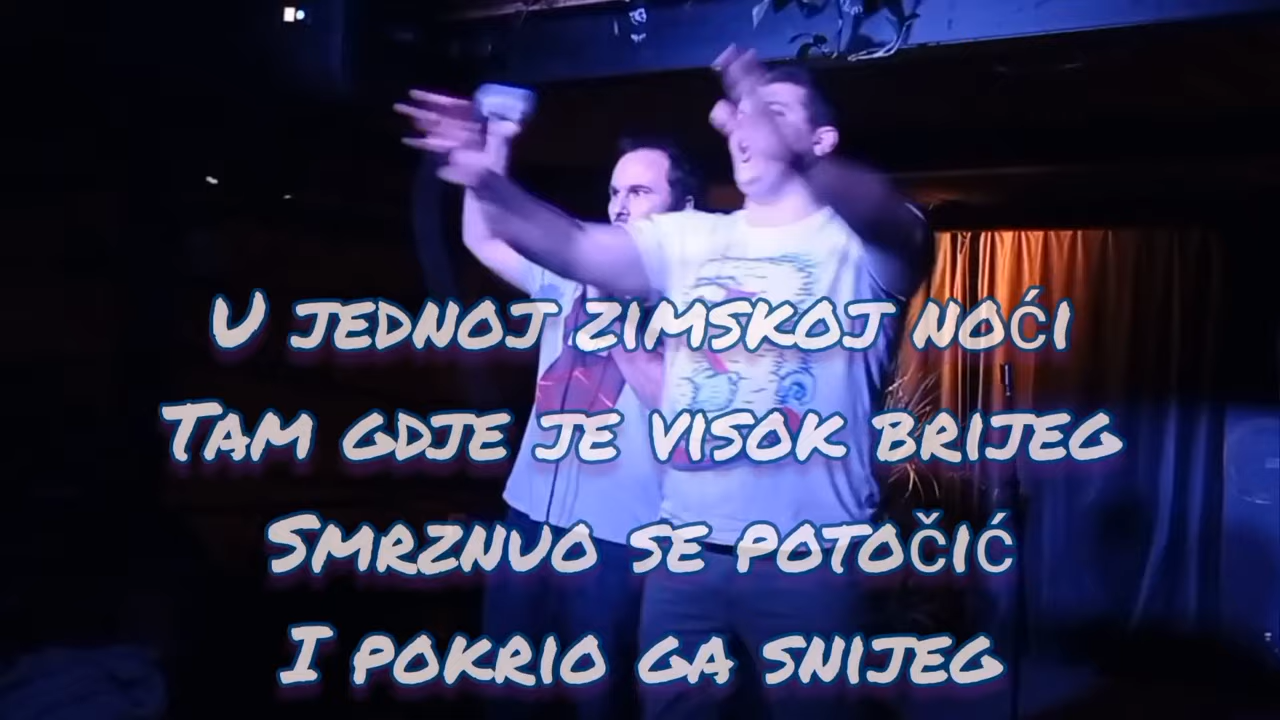 U jednoj zimskoj noći
Tam gdje je visok brijeg
Smrznuo se potočić
I pokrio ga snijeg